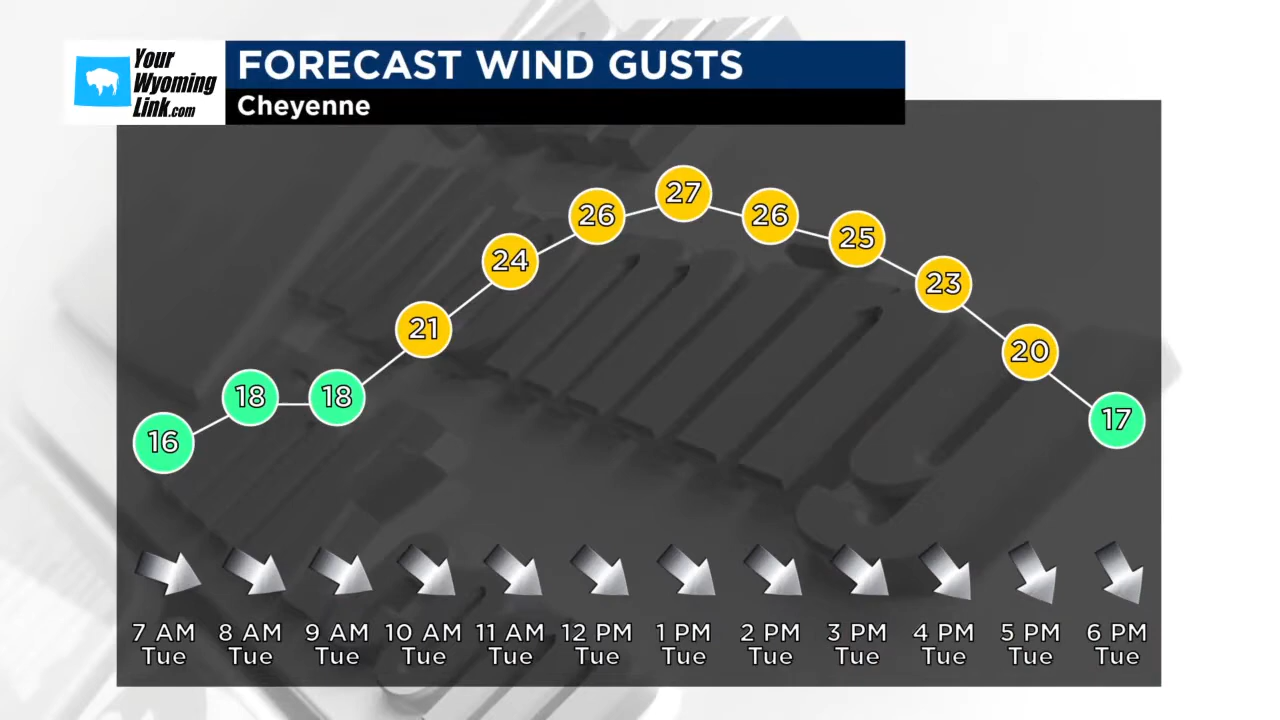 Your
Wyoming
Link.com
FORECAST WIND GUSTS
Cheyenne
16 18 18 21 24 26 27 26 25 23 20 17
7 AM 8 AM 9 AM 10 AM 11 AM 12 PM 1 PM 2 PM 3 PM 4 PM 5 PM 6 PM
Tue Tue Tue Tue Tue Tue Tue Tue Tue Tue Tue Tue